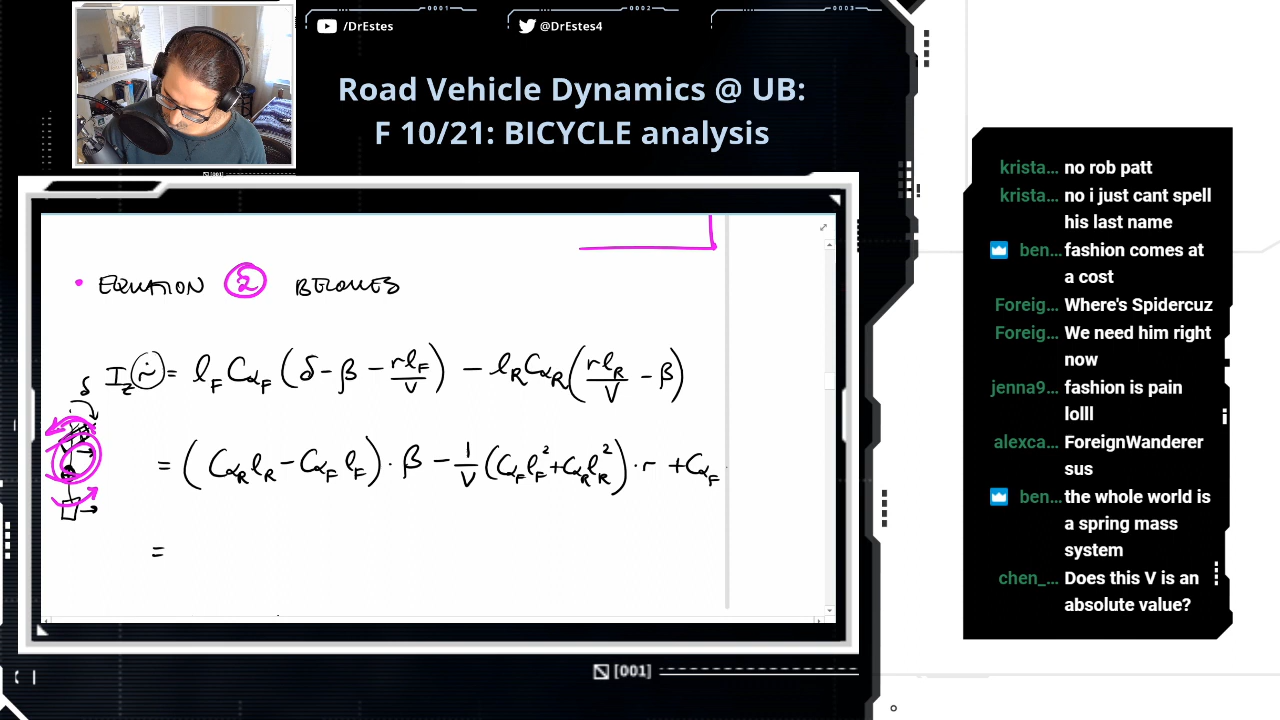 0001
0002
0003
/DrEstes
@DrEstes4
Road Vehicle Dynamics @ UB:
F 10/21: BICYCLE analysis
[001]
• EQUATION ② BECOMES
δ
I_z ṙ = l_F C_αF (δ - β - r l_F / V) - l_R C_αR (r l_R / V - β)
= (C_αR l_R - C_αF l_F) · β - 1/V (C_αF l_F² + C_αR l_R²) · r + C_αF
=
[001]
krista… no rob patt
krista… no i just cant spell
his last name
ben… fashion comes at
a cost
Foreig… Where's Spidercuz
Foreig… We need him right
now
jenna9… fashion is pain
lolll
alexca… ForeignWanderer
sus
ben… the whole world is
a spring mass
system
chen_… Does this V is an
absolute value?